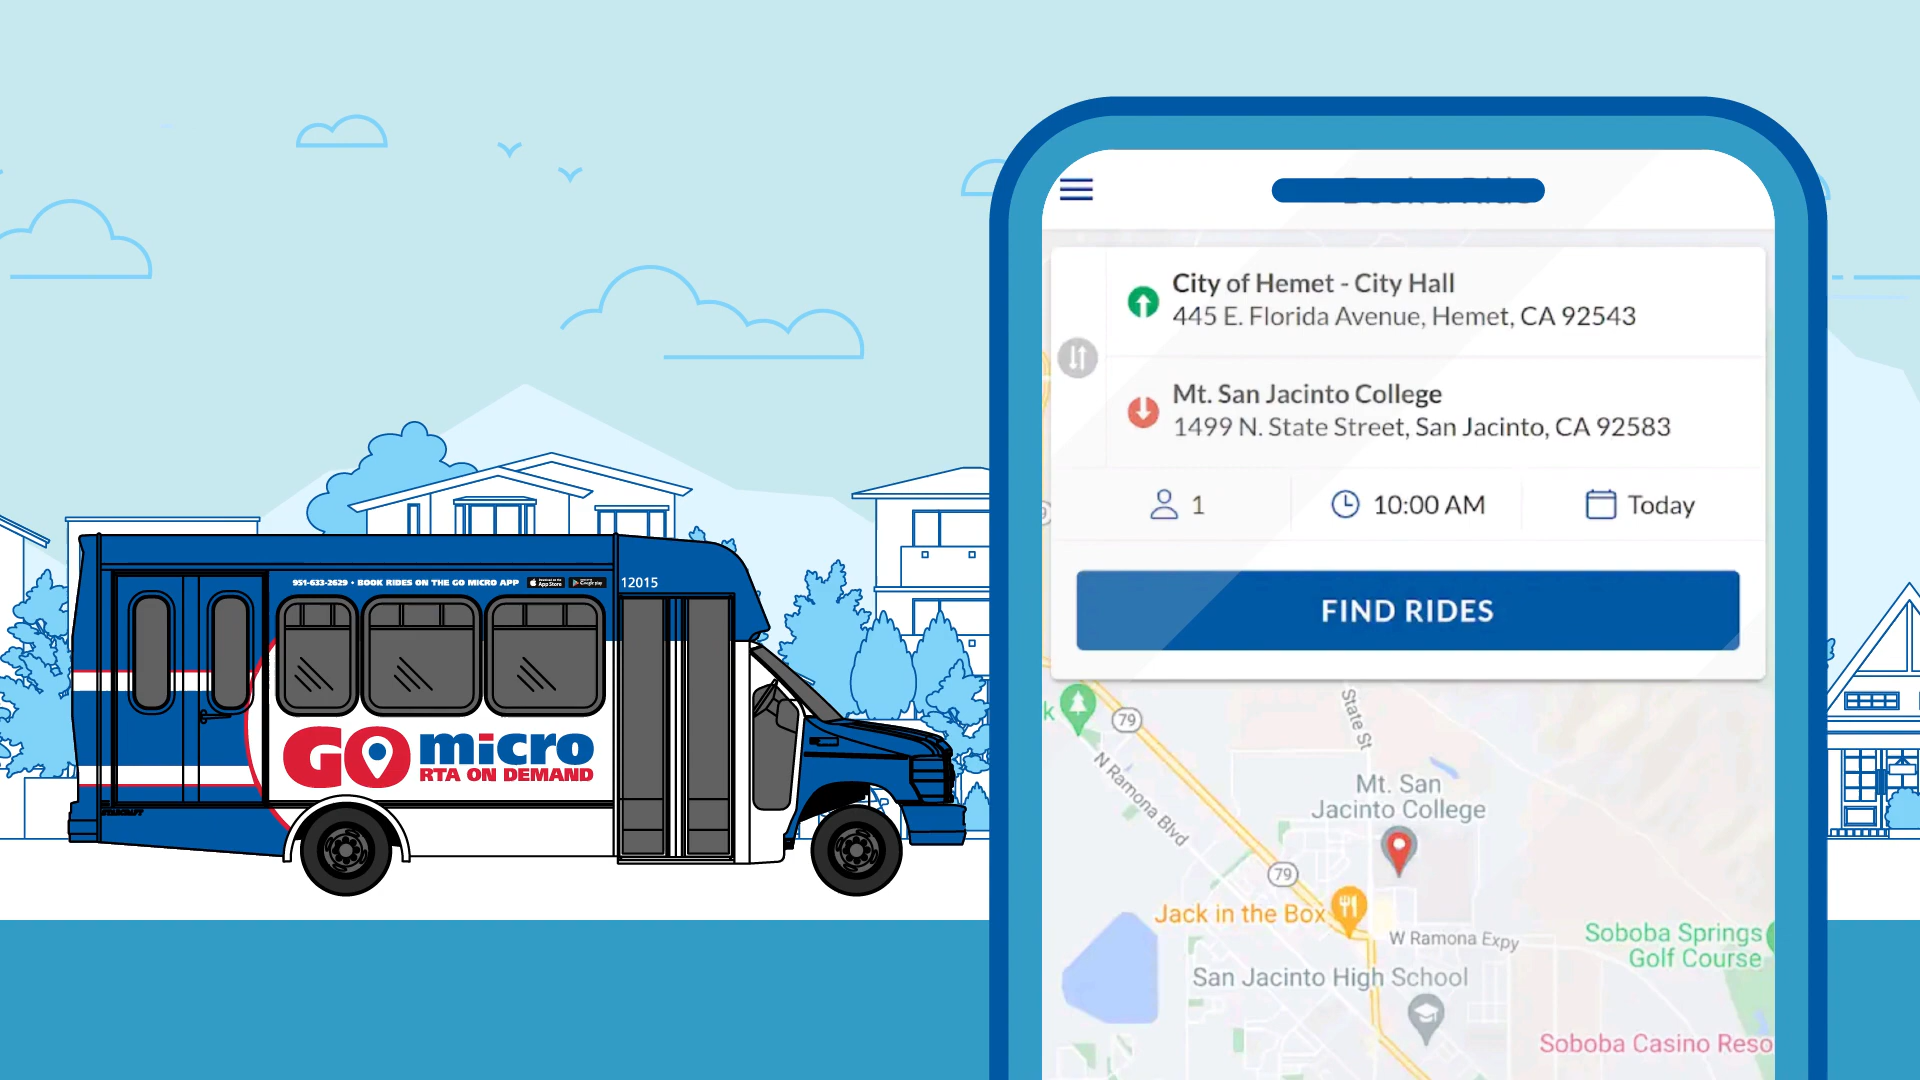 951-633-2629 • BOOK RIDES ON THE GO MICRO APP
12015
GO micro
RTA ON DEMAND
City of Hemet - City Hall
445 E. Florida Avenue, Hemet, CA 92543
Mt. San Jacinto College
1499 N. State Street, San Jacinto, CA 92583
1
10:00 AM
Today
FIND RIDES
k
79
State St
N Ramona Blvd
Mt. San
Jacinto College
79
Jack in the Box
W Ramona Expy
Soboba Springs
Golf Course
San Jacinto High School
Soboba Casino Reso